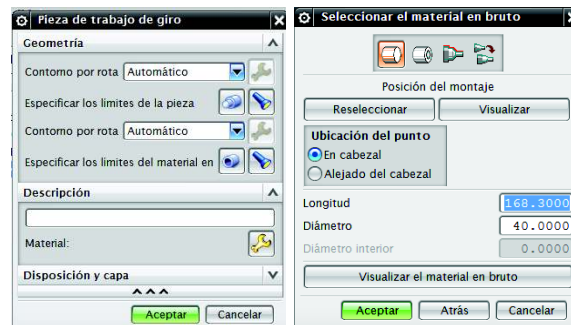 Pieza de trabajo de giro
Geometría
Contorno por rota Automático
Especificar los limites de la pieza
Contorno por rota Automático
Especificar los limites del material en
Descripción
Material:
Disposición y capa
Aceptar Cancelar
Seleccionar el material en bruto
Posición del montaje
Reseleccionar Visualizar
Ubicación del punto
En cabezal
Alejado del cabezal
Longitud 168.3000
Diámetro 40.0000
Diámetro interior 0.0000
Visualizar el material en bruto
Aceptar Atrás Cancelar